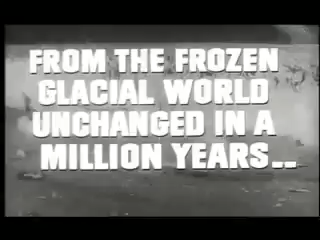 FROM THE FROZEN
GLACIAL WORLD
UNCHANGED IN A
MILLION YEARS..